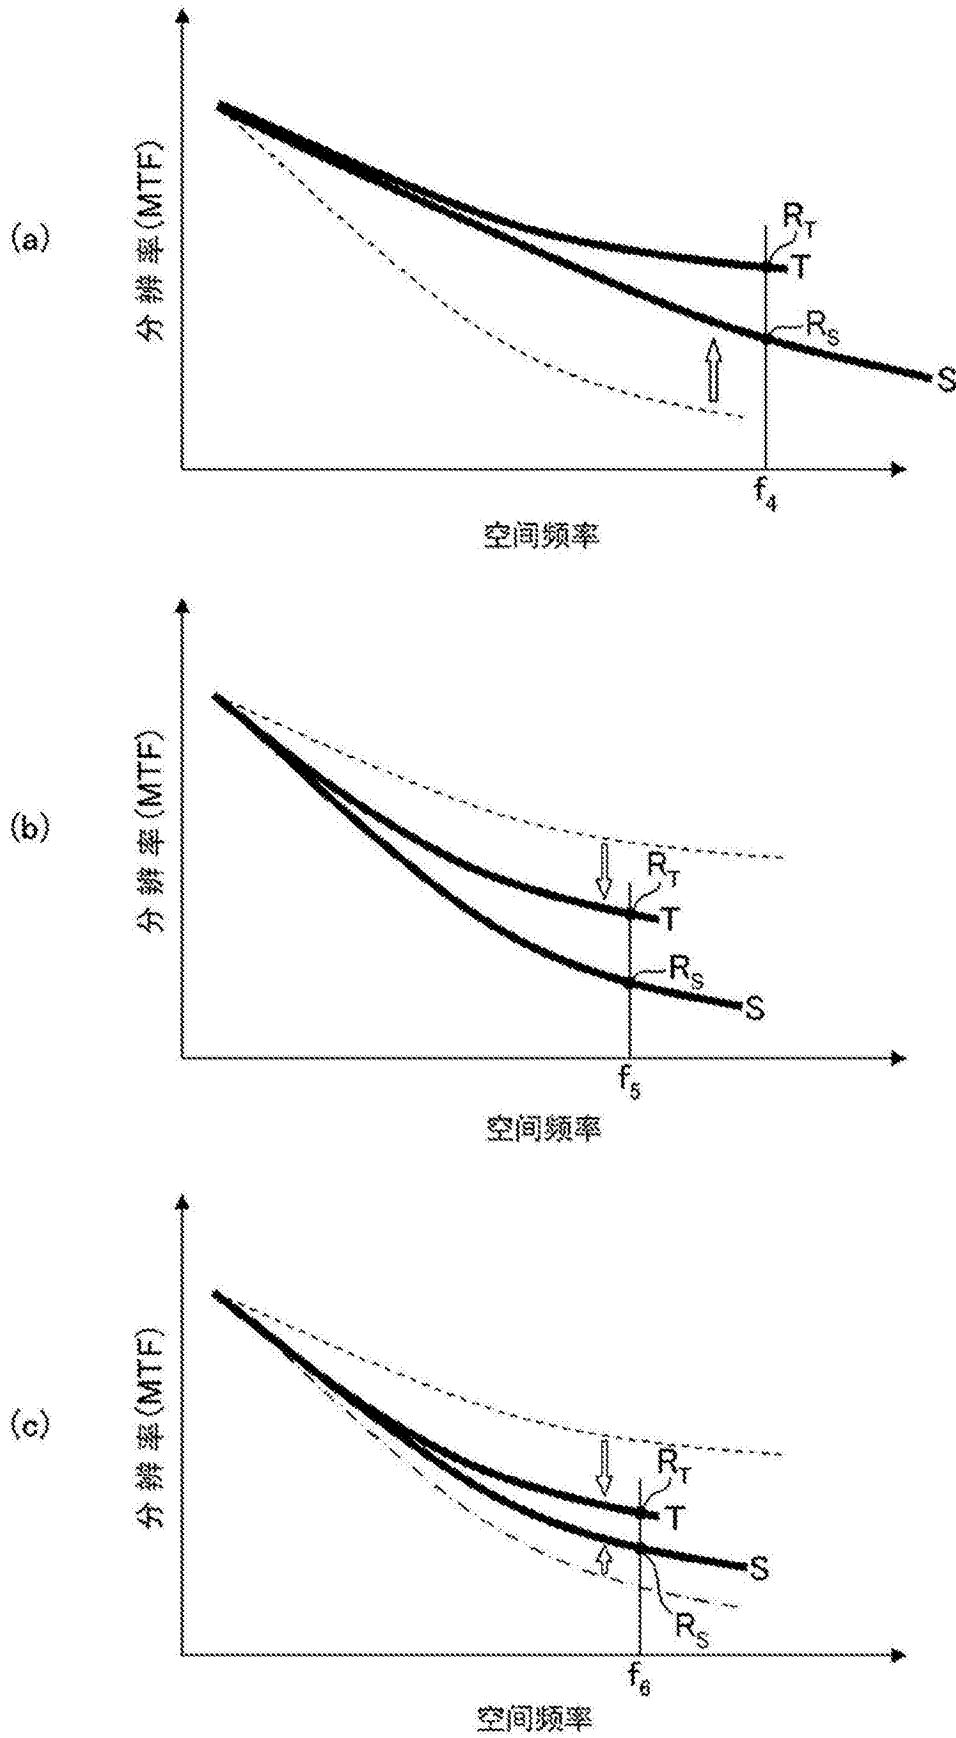 (a)
分辨率(MTF)
R_T
T
R_S
S
f_4
空间频率
(b)
分辨率(MTF)
R_T
T
R_S
S
f_5
空间频率
(c)
分辨率(MTF)
R_T
T
S
R_S
f_6
空间频率